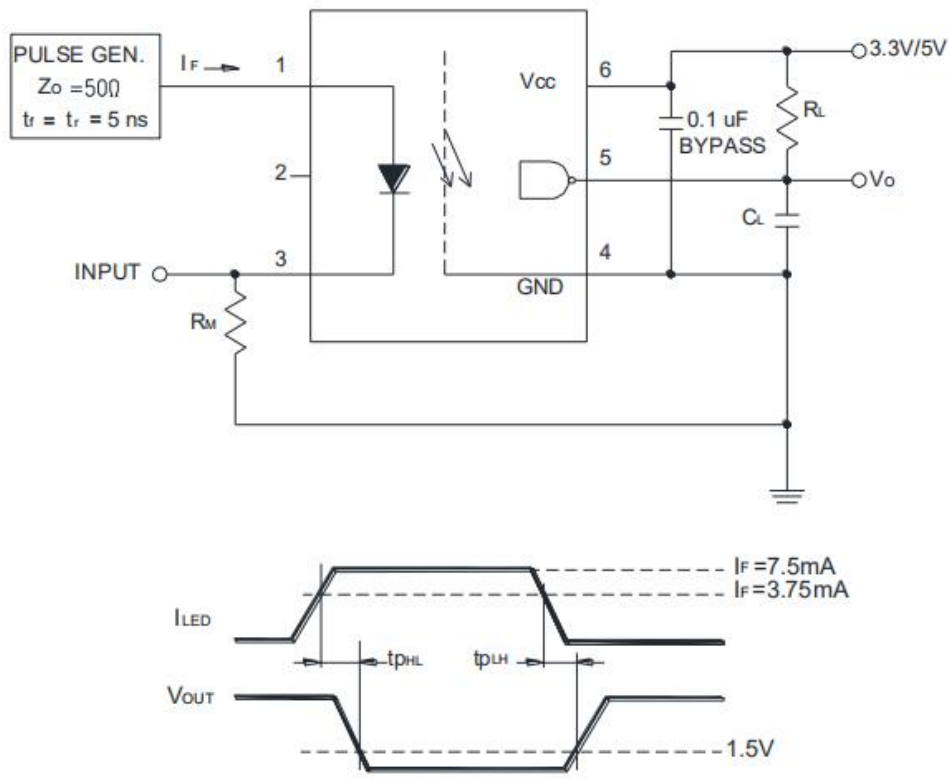 PULSE GEN.
Zo = 50Ω
tf = tr = 5 ns
IF
1
2
3
INPUT
RM
Vcc
6
5
4
GND
0.1 uF
BYPASS
RL
CL
3.3V/5V
Vo
IF =7.5mA
IF =3.75mA
ILED
tpHL
tpLH
VOUT
1.5V